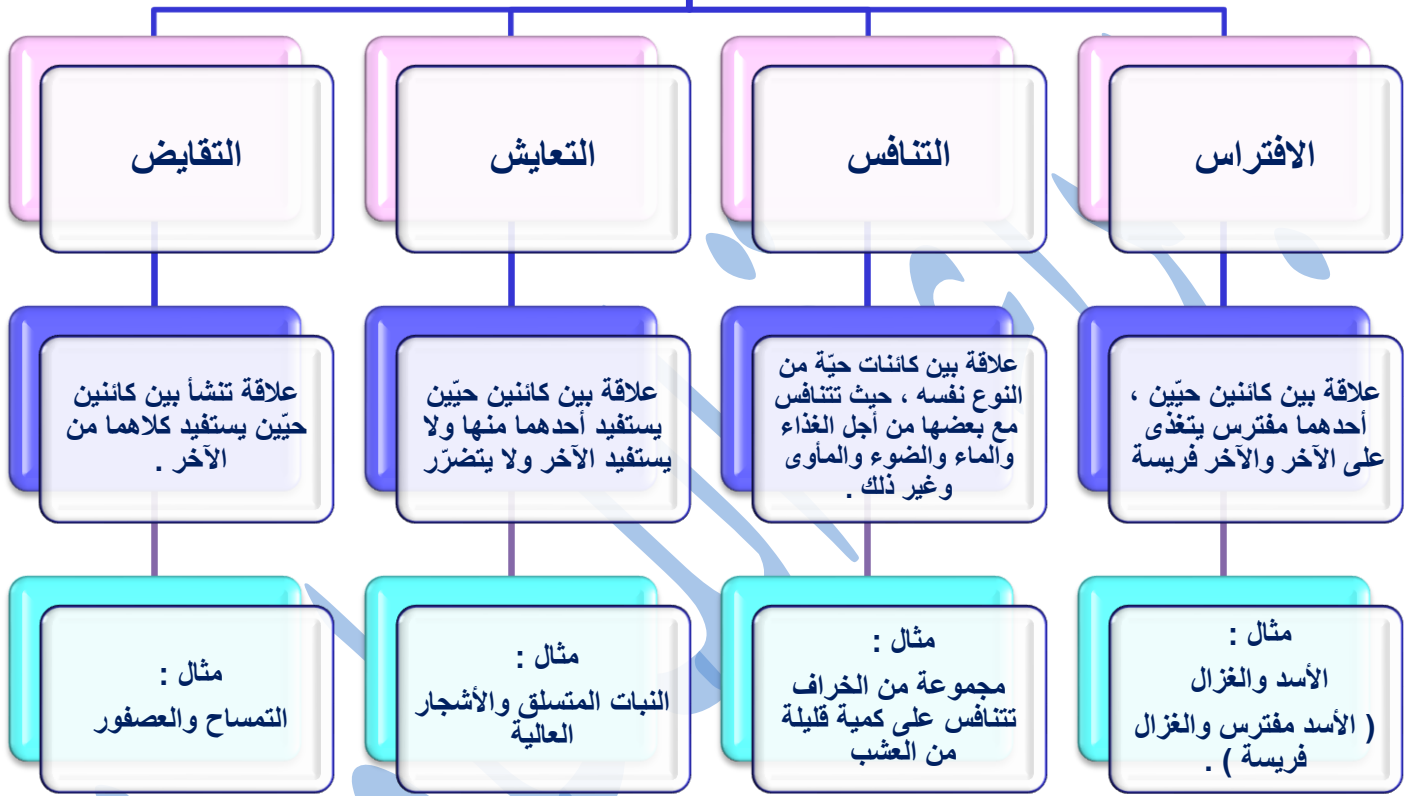 الافتراس
علاقة بين كائنين حيّين ،
أحدهما مفترس يتغذى
على الآخر والآخر فريسة
مثال :
الأسد والغزال
( الأسد مفترس والغزال
فريسة ) .
التنافس
علاقة بين كائنات حيّة من
النوع نفسه ، حيث تتنافس
مع بعضها من أجل الغذاء
والماء والضوء والمأوى
وغير ذلك .
مثال :
مجموعة من الخراف
تتنافس على كمية قليلة
من العشب
التعايش
علاقة بين كائنين حيّين
يستفيد أحدهما منها ولا
يستفيد الآخر ولا يتضرّر
مثال :
النبات المتسلق والأشجار
العالية
التقايض
علاقة تنشأ بين كائنين
حيّين يستفيد كلاهما من
الآخر .
مثال :
التمساح والعصفور